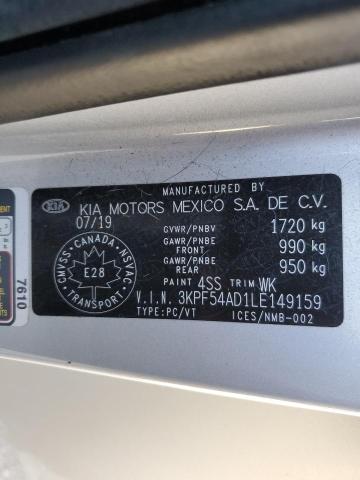 MANUFACTURED BY
KIA KIA MOTORS MEXICO S.A. DE C.V.
07/19
GVWR/PNBV 1720 kg
GAWR/PNBE FRONT 990 kg
GAWR/PNBE REAR 950 kg
PAINT 4SS TRIM WK
V.I.N. 3KPF54AD1LE149159
TYPE:PC/VT ICES/NMB-002
CANADA
CMVSS NSVAC
E28
TRANSPORT
7610